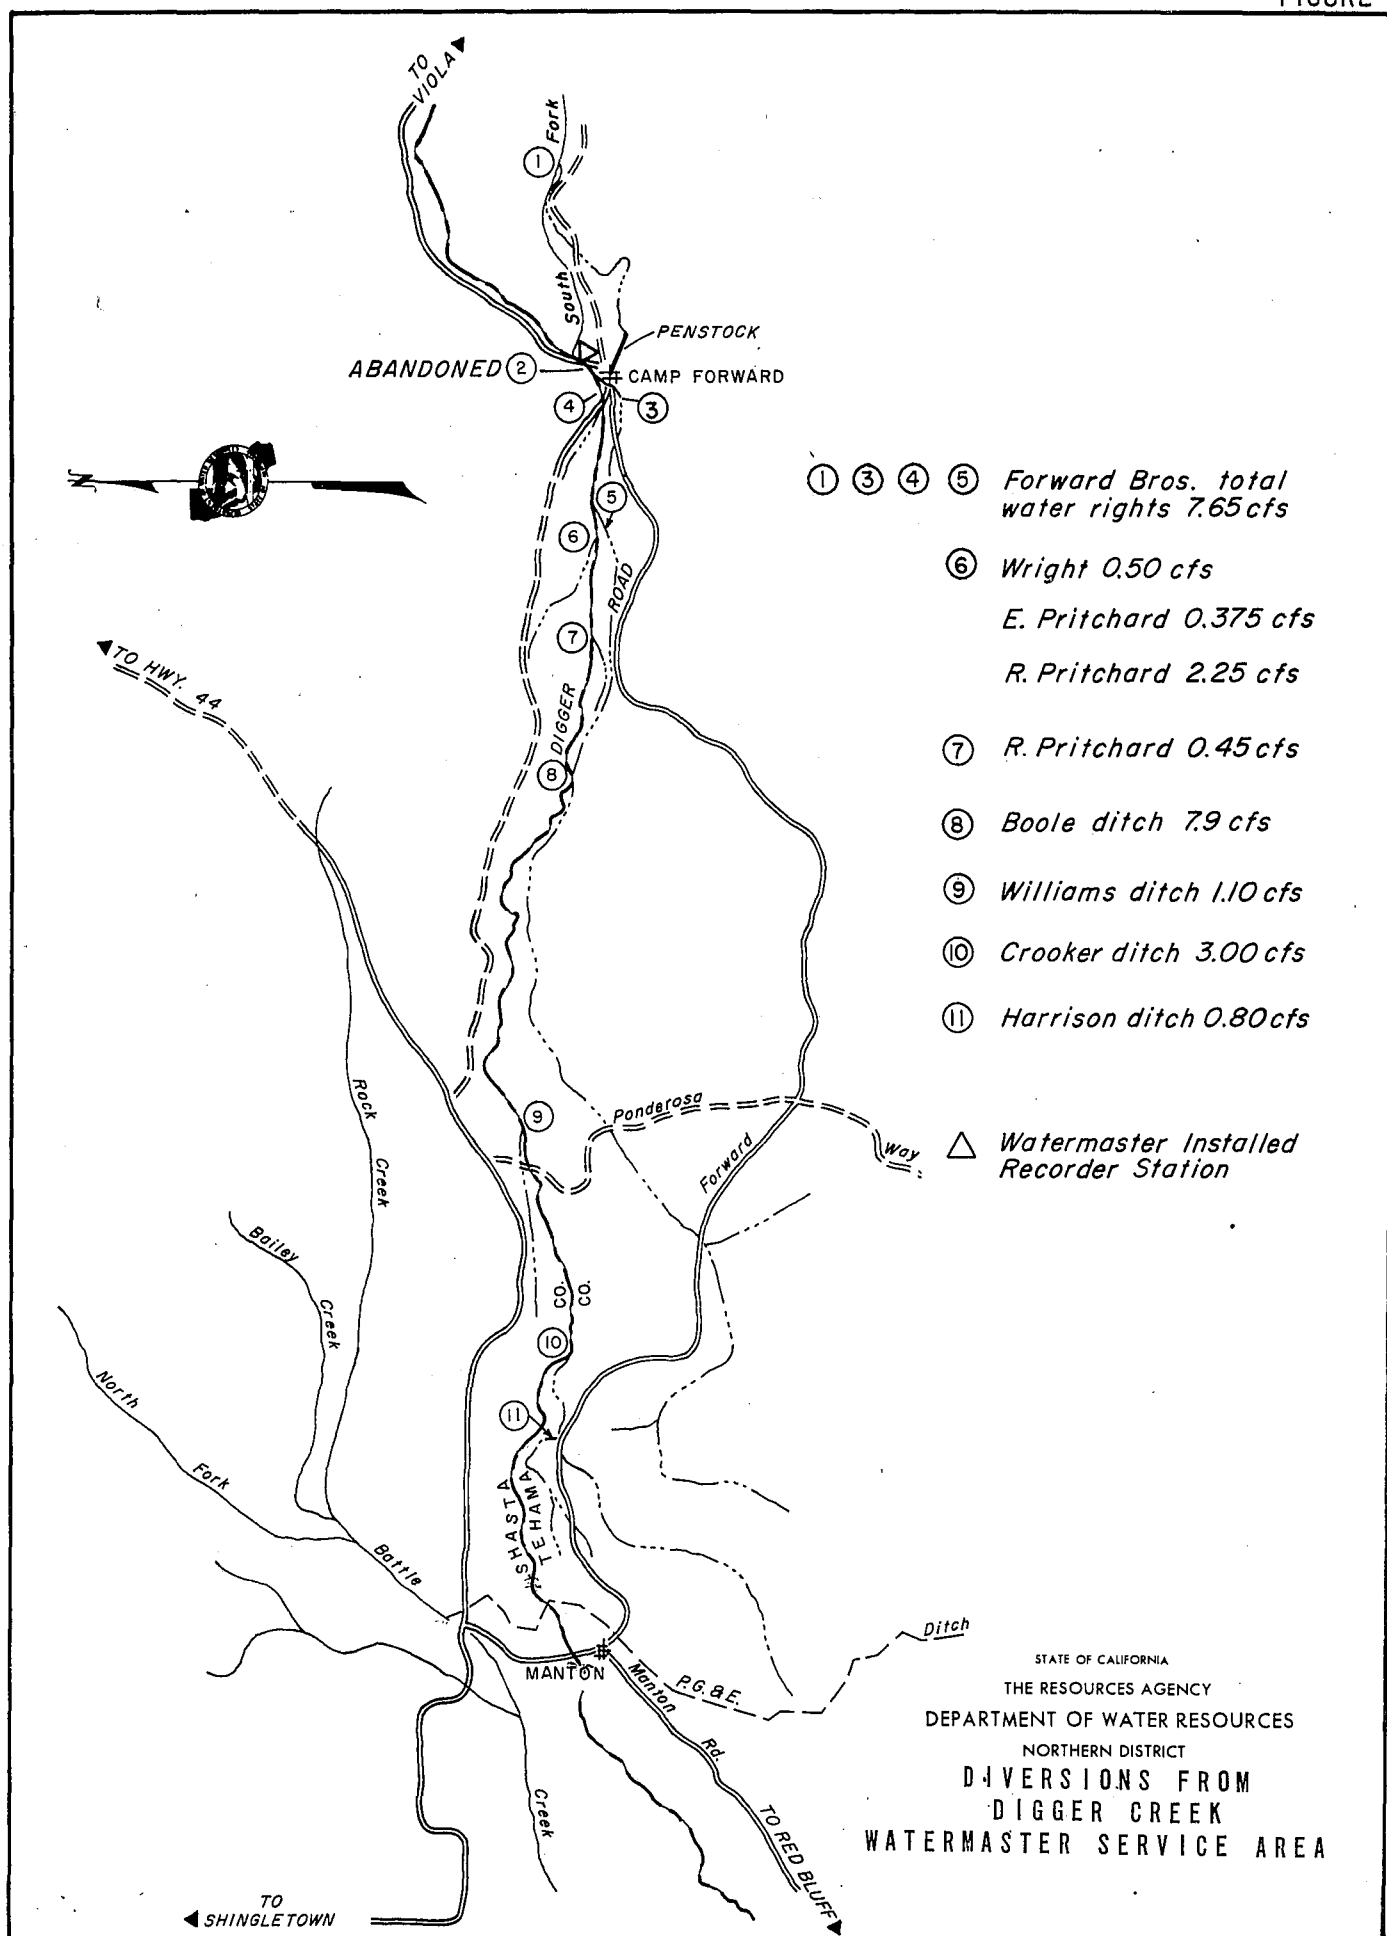 TO
VIOLA
Fork
1
South
PENSTOCK
ABANDONED 2
CAMP FORWARD
4
3
N
5
6
ROAD
7
TO HWY. 44
DIGGER
8
1 3 4 5 Forward Bros. total
water rights 7.65 cfs
6 Wright 0.50 cfs
E. Pritchard 0.375 cfs
R. Pritchard 2.25 cfs
7 R. Pritchard 0.45 cfs
8 Boole ditch 7.9 cfs
9 Williams ditch 1.10 cfs
10 Crooker ditch 3.00 cfs
11 Harrison ditch 0.80 cfs
Watermaster Installed
Recorder Station
Rock
Creek
9
Ponderosa
Way
Forward
Bailey
Creek
CO.
CO.
10
North
11
Fork
SHASTA
TEHAMA
Battle
MANTON
Manton
Rd.
P.G.&E.
Ditch
Creek
TO RED BLUFF
TO
SHINGLETOWN
STATE OF CALIFORNIA
THE RESOURCES AGENCY
DEPARTMENT OF WATER RESOURCES
NORTHERN DISTRICT
DIVERSIONS FROM
DIGGER CREEK
WATERMASTER SERVICE AREA